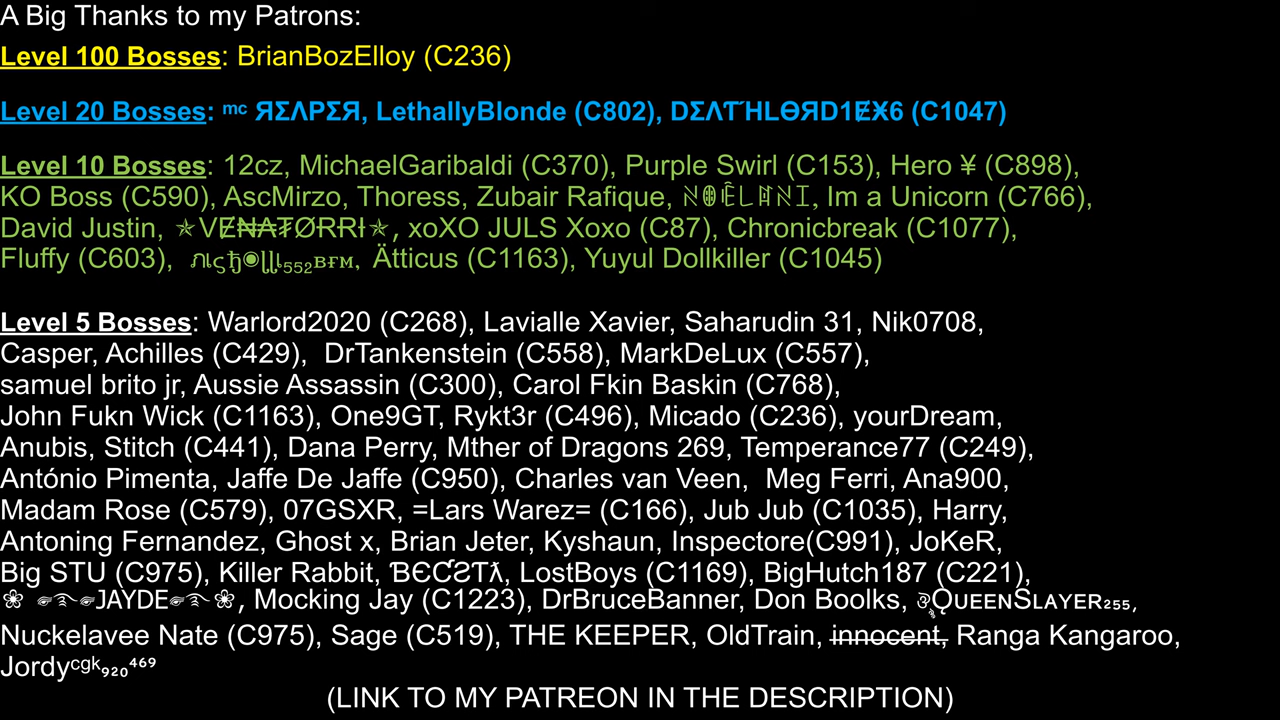 A Big Thanks to my Patrons:
Level 100 Bosses: BrianBozElloy (C236)
Level 20 Bosses: ᵐᶜ ЯΣΛPΣЯ, LethallyBlonde (C802), DΣΛTΉLӨЯD1ɆӾ6 (C1047)
Level 10 Bosses: 12cz, MichaelGaribaldi (C370), Purple Swirl (C153), Hero ¥ (C898),
KO Boss (C590), AscMirzo, Thoress, Zubair Rafique, Im a Unicorn (C766),
David Justin, ✯VɆ₦₳₮ØɌɌƗ✯, xoXO JULS Xoxo (C87), Chronicbreak (C1077),
Fluffy (C603), Ätticus (C1163), Yuyul Dollkiller (C1045)
Level 5 Bosses: Warlord2020 (C268), Lavialle Xavier, Saharudin 31, Nik0708,
Casper, Achilles (C429), DrTankenstein (C558), MarkDeLux (C557),
samuel brito jr, Aussie Assassin (C300), Carol Fkin Baskin (C768),
John Fukn Wick (C1163), One9GT, Rykt3r (C496), Micado (C236), yourDream,
Anubis, Stitch (C441), Dana Perry, Mther of Dragons 269, Temperance77 (C249),
António Pimenta, Jaffe De Jaffe (C950), Charles van Veen, Meg Ferri, Ana900,
Madam Rose (C579), 07GSXR, =Lars Warez= (C166), Jub Jub (C1035), Harry,
Antoning Fernandez, Ghost x, Brian Jeter, Kyshaun, Inspectore(C991), JoKeR,
Big STU (C975), Killer Rabbit, ƁЄƇƧƬƛ, LostBoys (C1169), BigHutch187 (C221),
❀ ☞࿐☞JAYDE☞࿐❀, Mocking Jay (C1223), DrBruceBanner, Don Boolks, QᴜᴇᴇɴSʟᴀʏᴇʀ₂₅₅,
Nuckelavee Nate (C975), Sage (C519), THE KEEPER, OldTrain, innocent, Ranga Kangaroo,
Jordyᶜᵍᵏ₉₂₀⁴⁶⁹
(LINK TO MY PATREON IN THE DESCRIPTION)